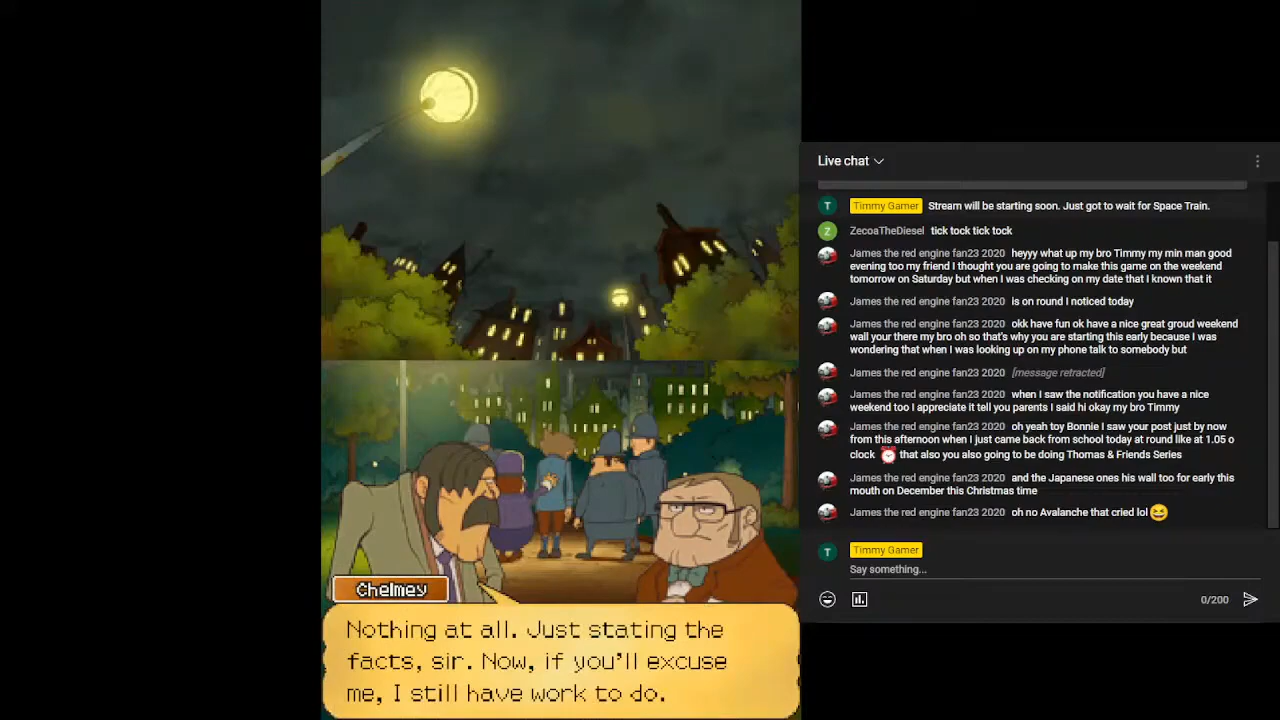 Chelmey
Nothing at all. Just stating the
facts, sir. Now, if you'll excuse
me, I still have work to do.
Live chat
T Timmy Gamer Stream will be starting soon. Just got to wait for Space Train.
Z ZecoaTheDiesel tick tock tick tock
James the red engine fan23 2020 heyyy what up my bro Timmy my min man good
evening too my friend I thought you are going to make this game on the weekend
tomorrow on Saturday but when I was checking on my date that I known that it
James the red engine fan23 2020 is on round I noticed today
James the red engine fan23 2020 okk have fun ok have a nice great groud weekend
wall your there my bro oh so that's why you are starting this early because I was
wondering that when I was looking up on my phone talk to somebody but
James the red engine fan23 2020 [message retracted]
James the red engine fan23 2020 when I saw the notification you have a nice
weekend too I appreciate it tell you parents I said hi okay my bro Timmy
James the red engine fan23 2020 oh yeah toy Bonnie I saw your post just by now
from this afternoon when I just came back from school today at round like at 1.05 o
clock ⏰ that also you also going to be doing Thomas & Friends Series
James the red engine fan23 2020 and the Japanese ones his wall too for early this
mouth on December this Christmas time
James the red engine fan23 2020 oh no Avalanche that cried lol 😆
T Timmy Gamer
Say something...
0/200